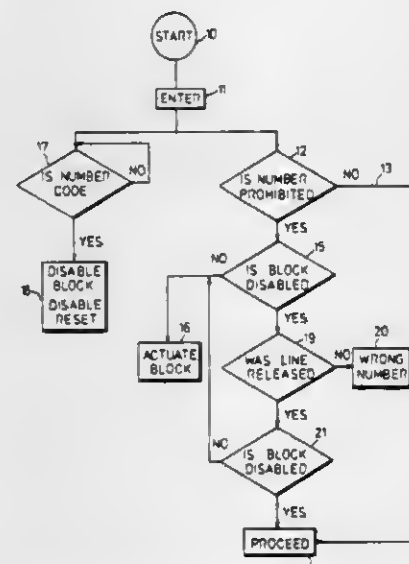 START
10
ENTER
11
17
IS NUMBER
CODE
NO
YES
DISABLE
BLOCK
DISABLE
RESET
12
IS NUMBER
PROHIBITED
NO
13
YES
15
IS BLOCK
DISABLED
NO
YES
ACTUATE
BLOCK
16
19
WAS LINE
RELEASED
NO
20
WRONG
NUMBER
YES
21
IS BLOCK
DISABLED
NO
YES
PROCEED